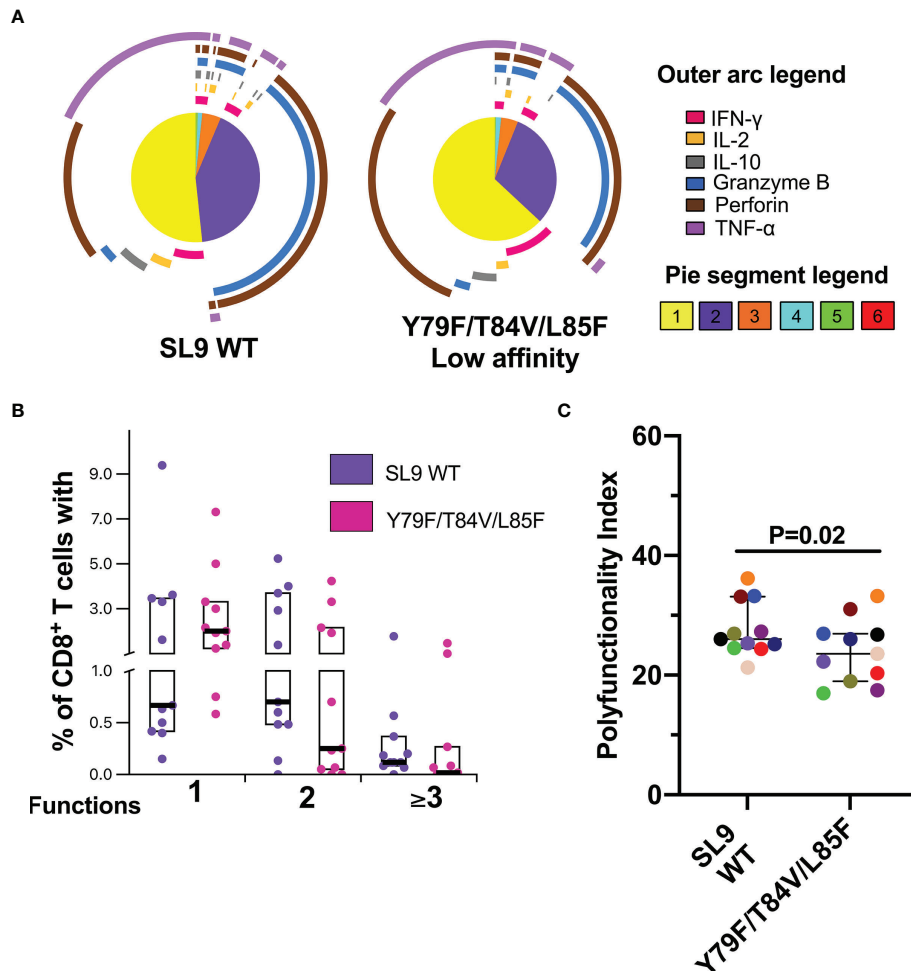 A
SL9 WT
Y79F/T84V/L85F
Low affinity
Outer arc legend
IFN-γ
IL-2
IL-10
Granzyme B
Perforin
TNF-α
Pie segment legend
1 2 3 4 5 6
B
% of CD8⁺ T cells with
9.0
7.0
5.0
3.0
1.0
0.5
0.0
Functions 1 2 ≥3
SL9 WT
Y79F/T84V/L85F
C
Polyfunctionality Index
60
40
20
0
P=0.02
SL9
WT
Y79F/T84V/L85F